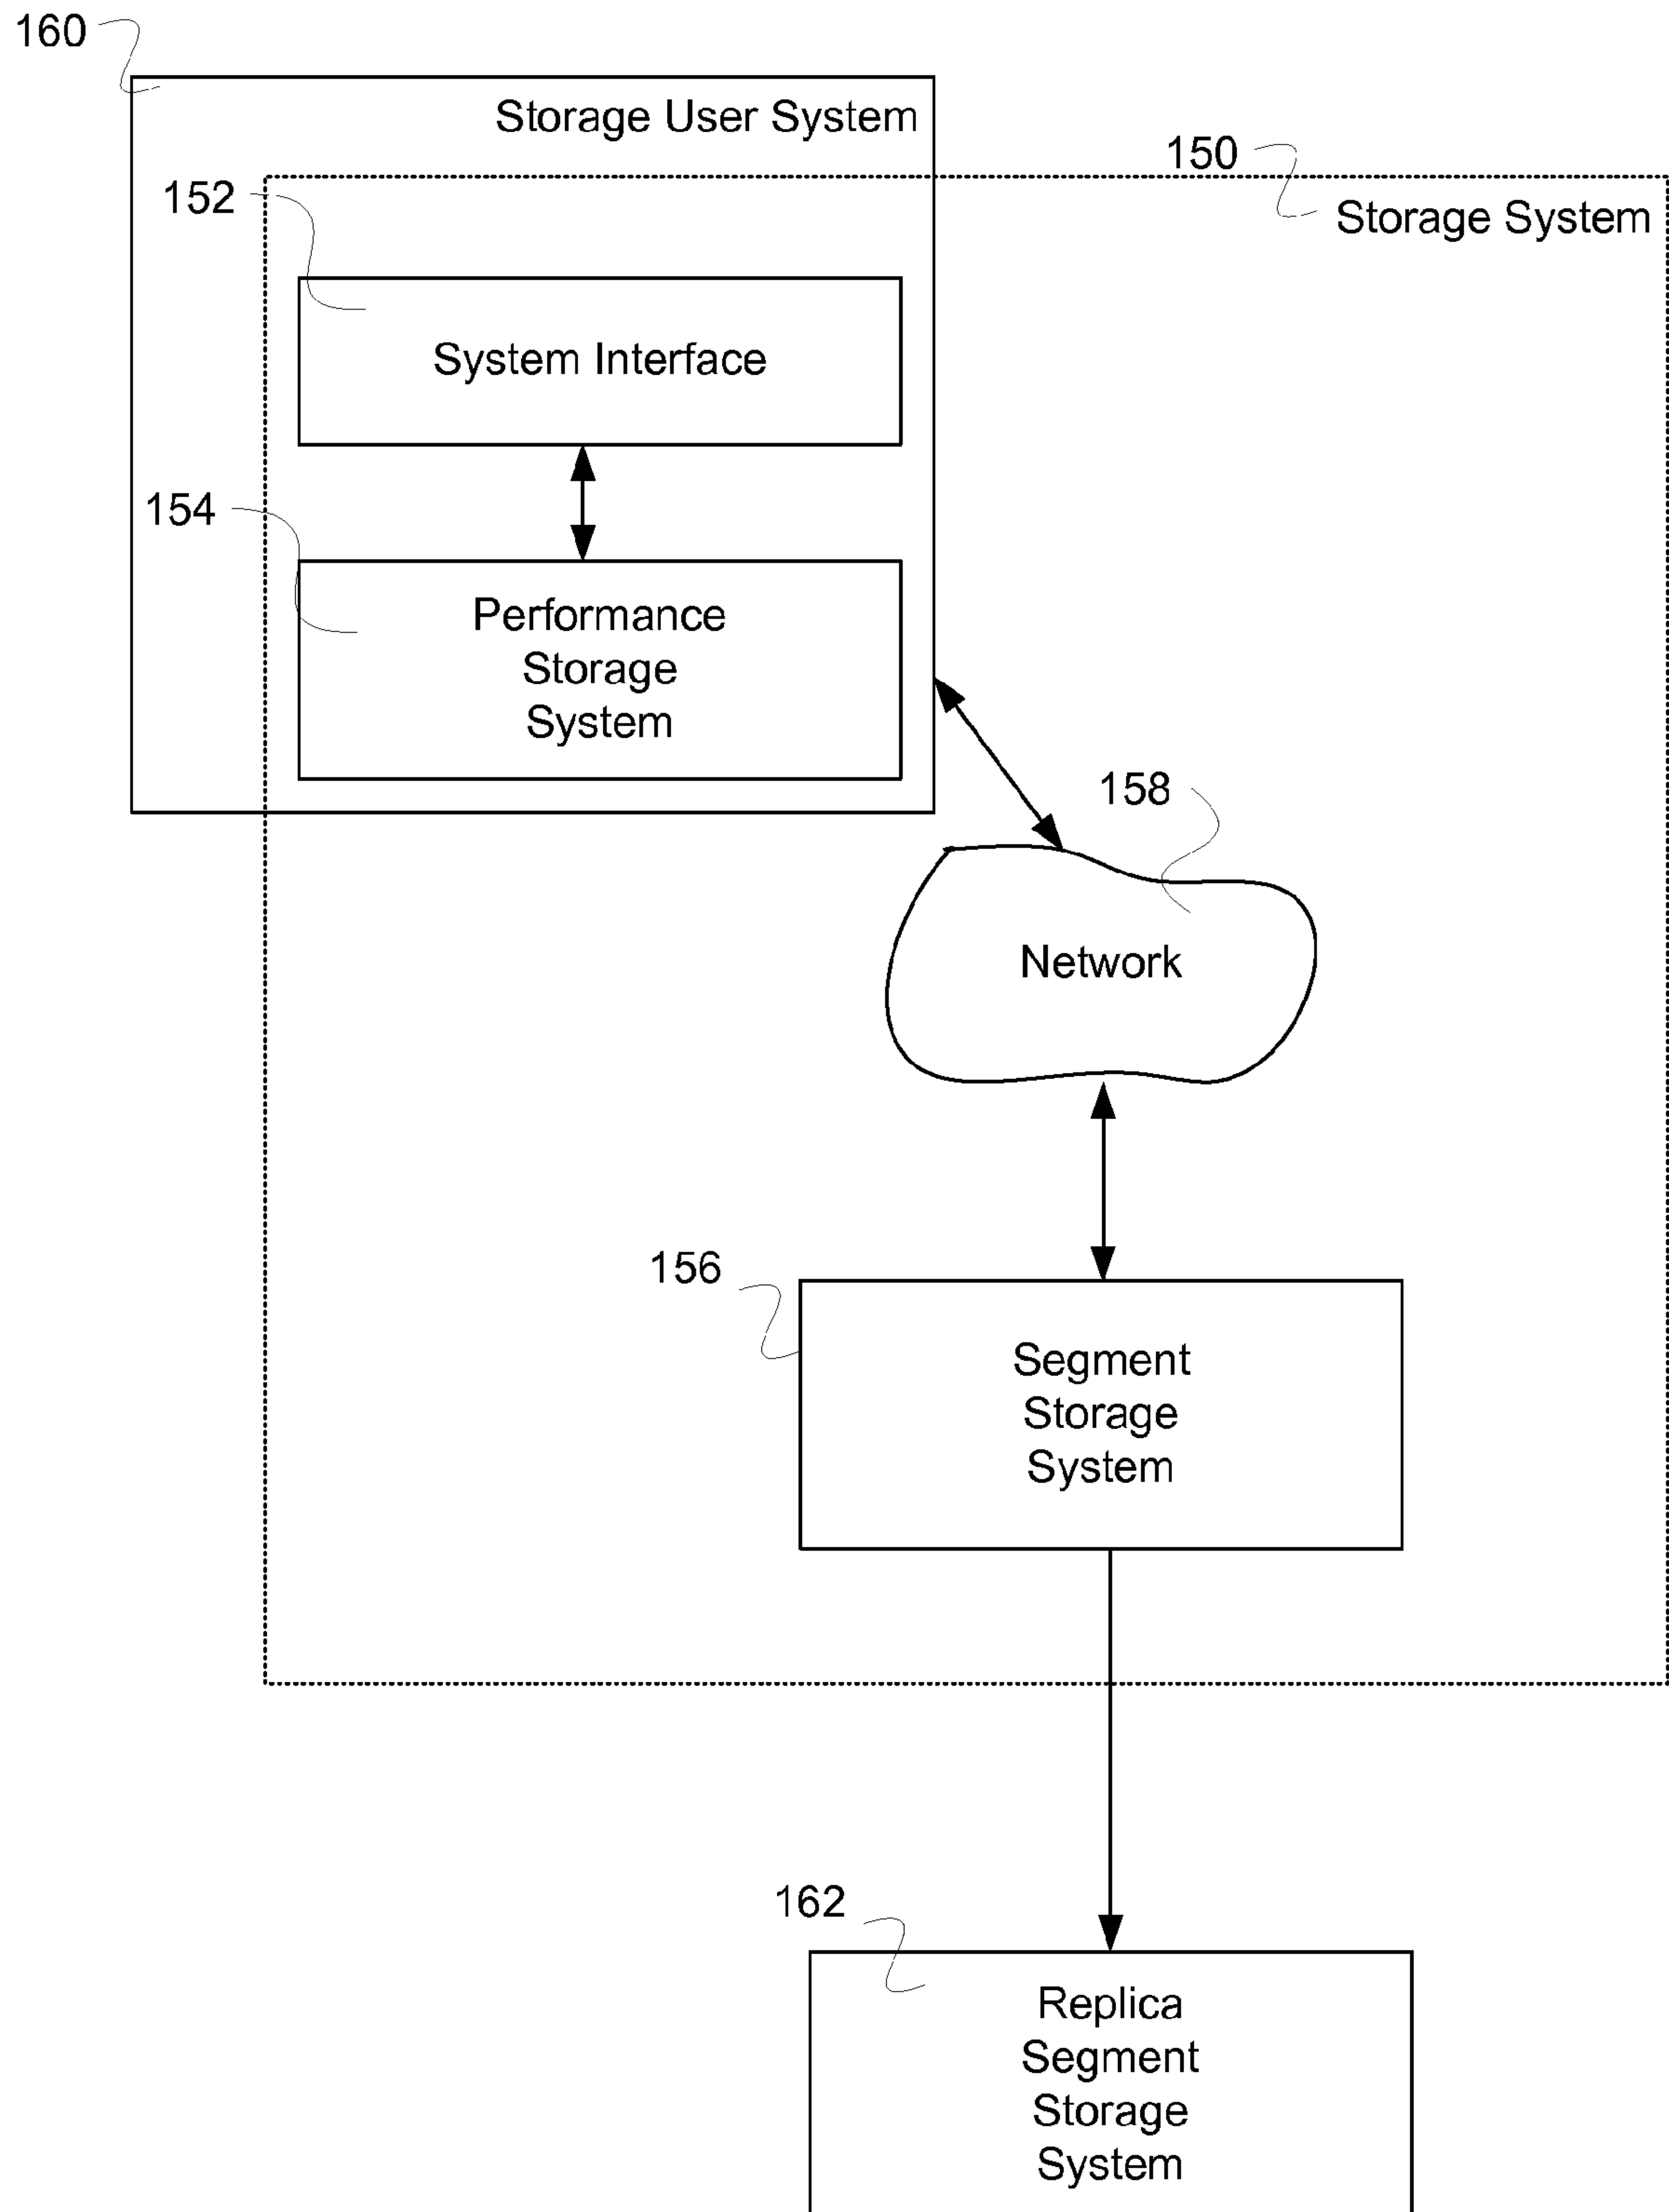 160
Storage User System
150
Storage System
152
System Interface
154
Performance
Storage
System
158
Network
156
Segment
Storage
System
162
Replica
Segment
Storage
System